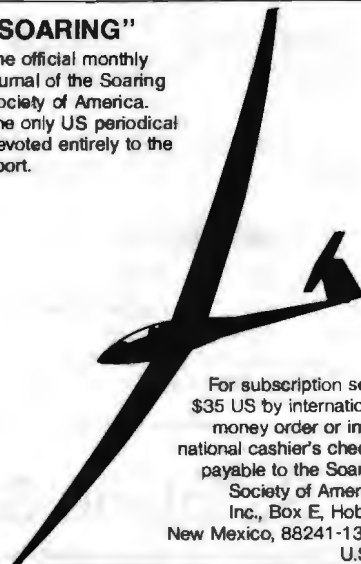 SOARING"
he official monthly
urnal of the Soaring
ociety of America.
he only US periodical
evoted entirely to the
port.
For subscription se
$35 US by internatio
money order or in
national cashier's chec
payable to the Soar
Society of Amer
Inc., Box E, Hob
New Mexico, 88241-13
U.S